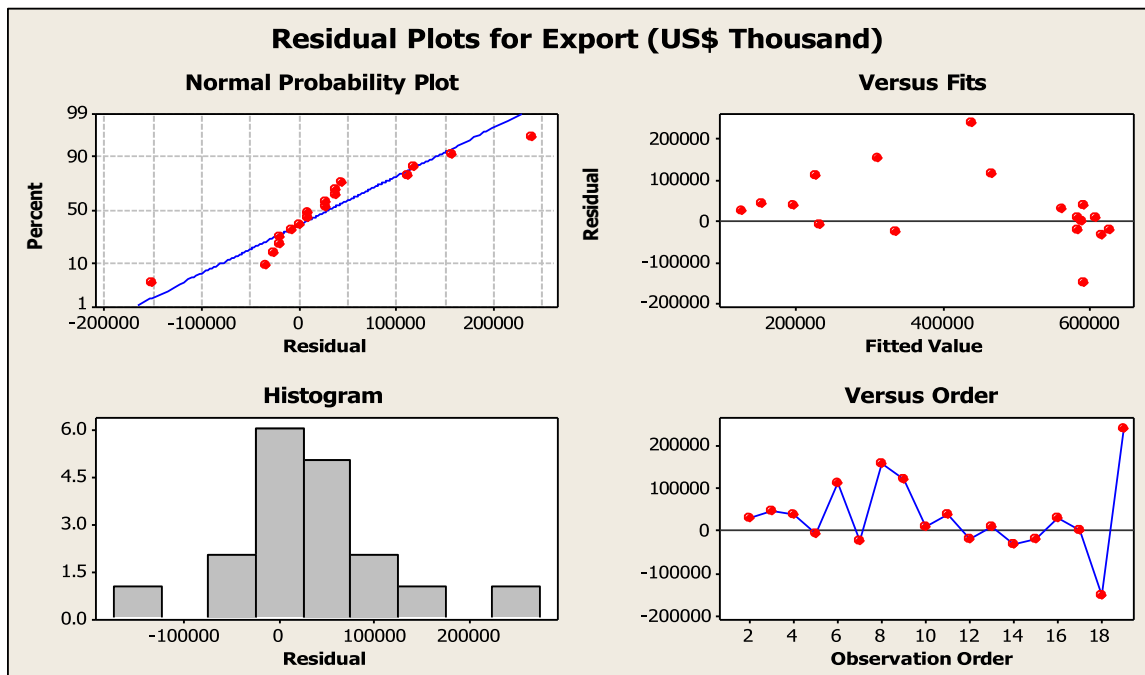 Residual Plots for Export (US$ Thousand)
Normal Probability Plot
Percent
99
90
50
10
1
-200000 -100000 0 100000 200000
Residual
Versus Fits
Residual
200000
100000
0
-100000
-200000
200000 400000 600000
Fitted Value
Histogram
6.0
4.5
3.0
1.5
0.0
-100000 0 100000 200000
Residual
Versus Order
200000
100000
0
-100000
-200000
2 4 6 8 10 12 14 16 18
Observation Order